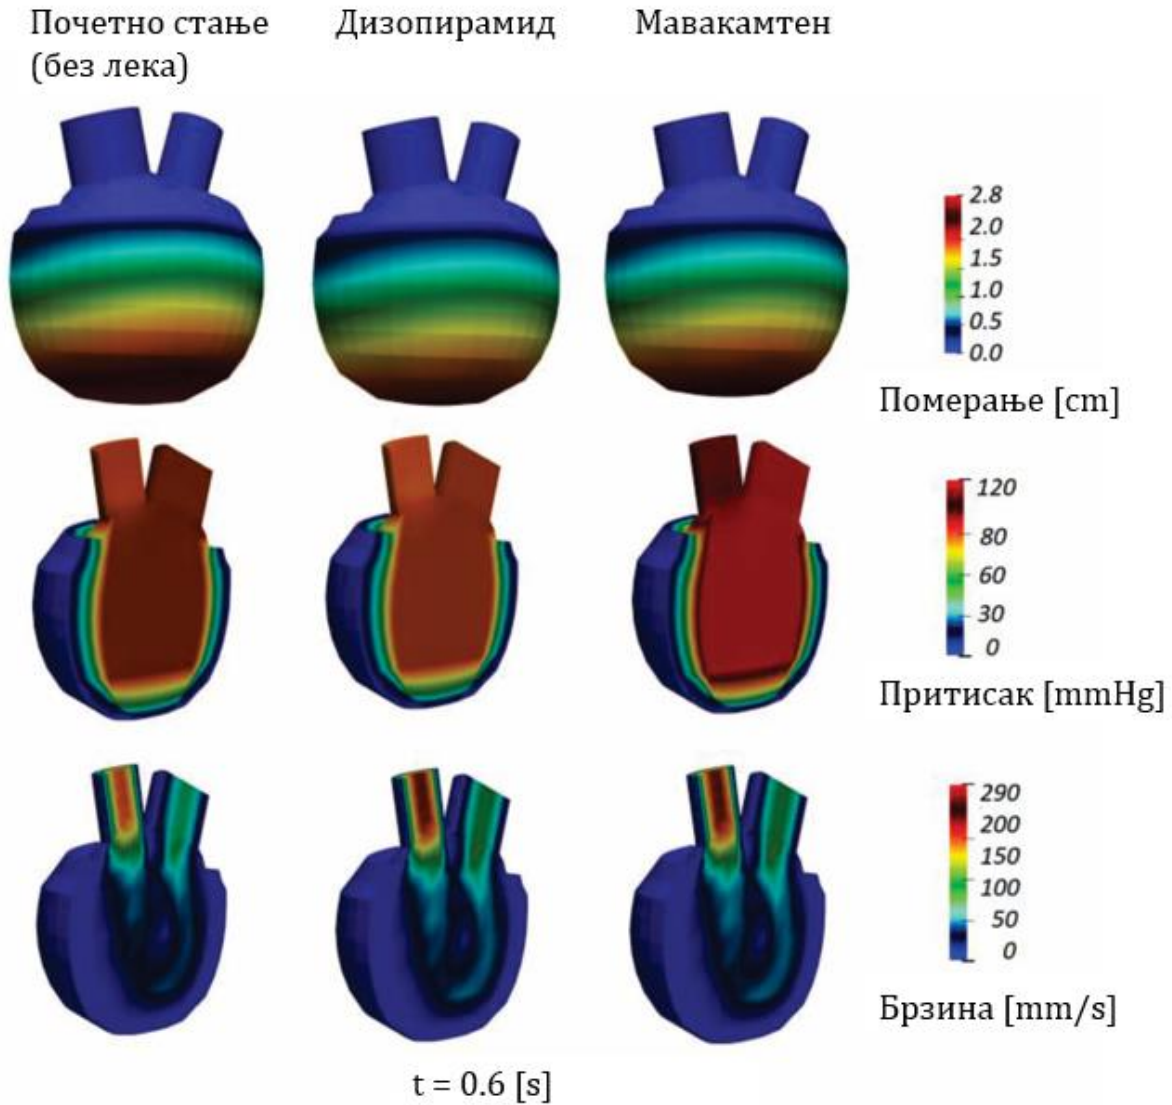 Почетно стање
(без лека)
Дизопирамид
Мавакамтен
2.8
2.0
1.5
1.0
0.5
0.0
Померање [cm]
120
80
60
30
0
Притисак [mmHg]
290
200
150
100
50
0
Брзина [mm/s]
t = 0.6 [s]